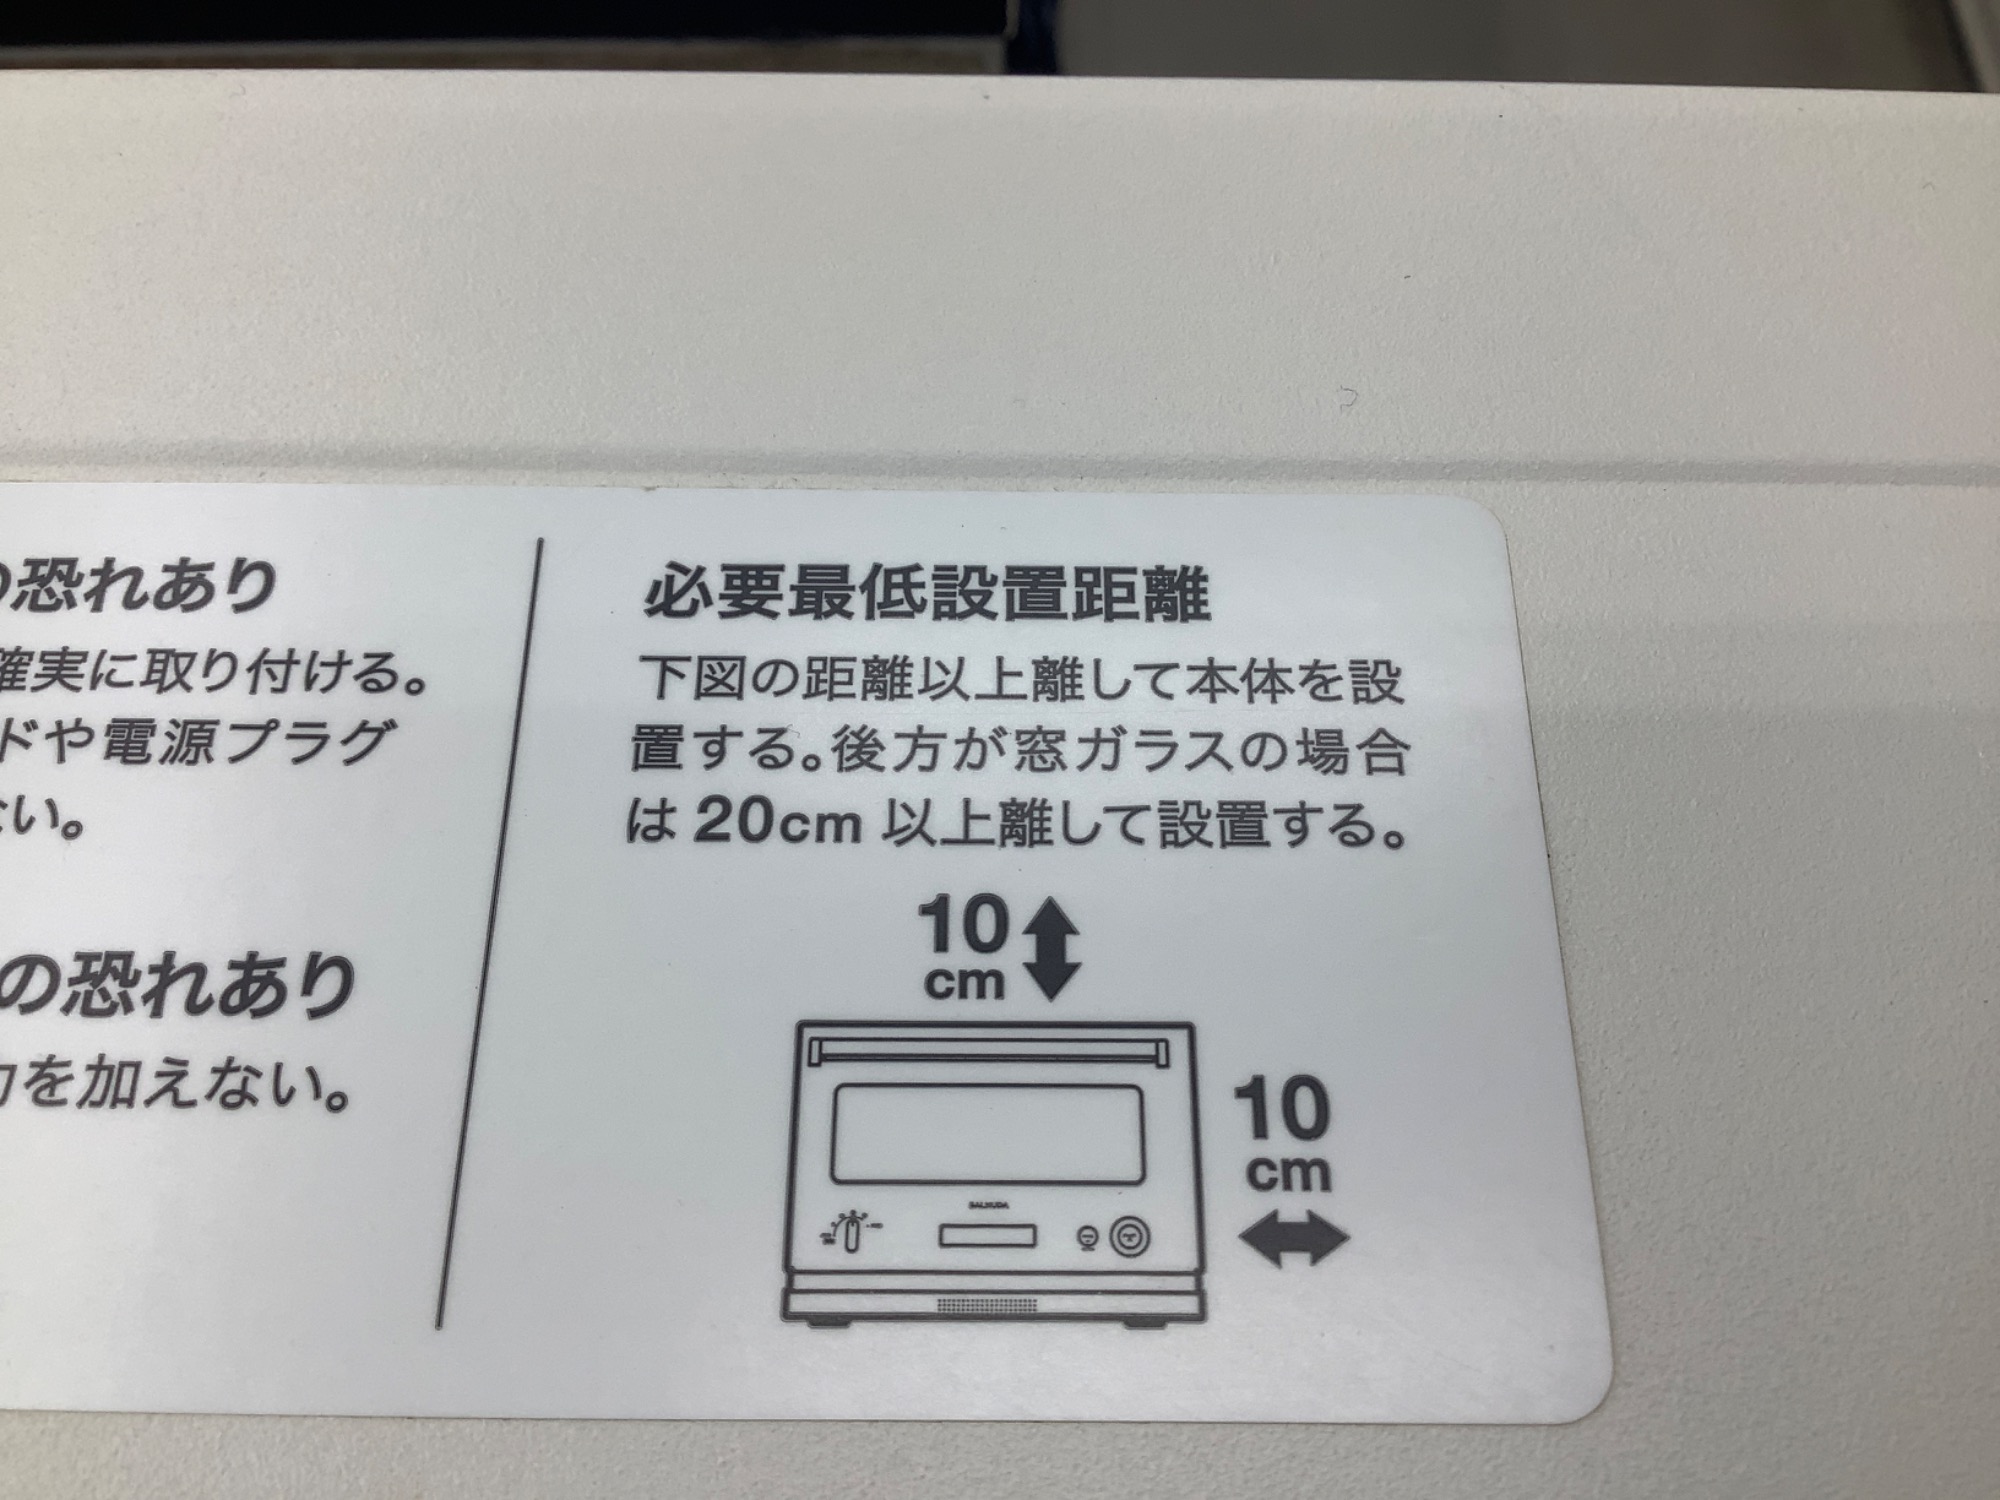 の恐れあり
確実に取り付ける。
ドや電源プラグ
ない。
の恐れあり
力を加えない。
必要最低設置距離
下図の距離以上離して本体を設
置する。後方が窓ガラスの場合
は 20cm 以上離して設置する。
10
cm
10
cm
BALMUDA